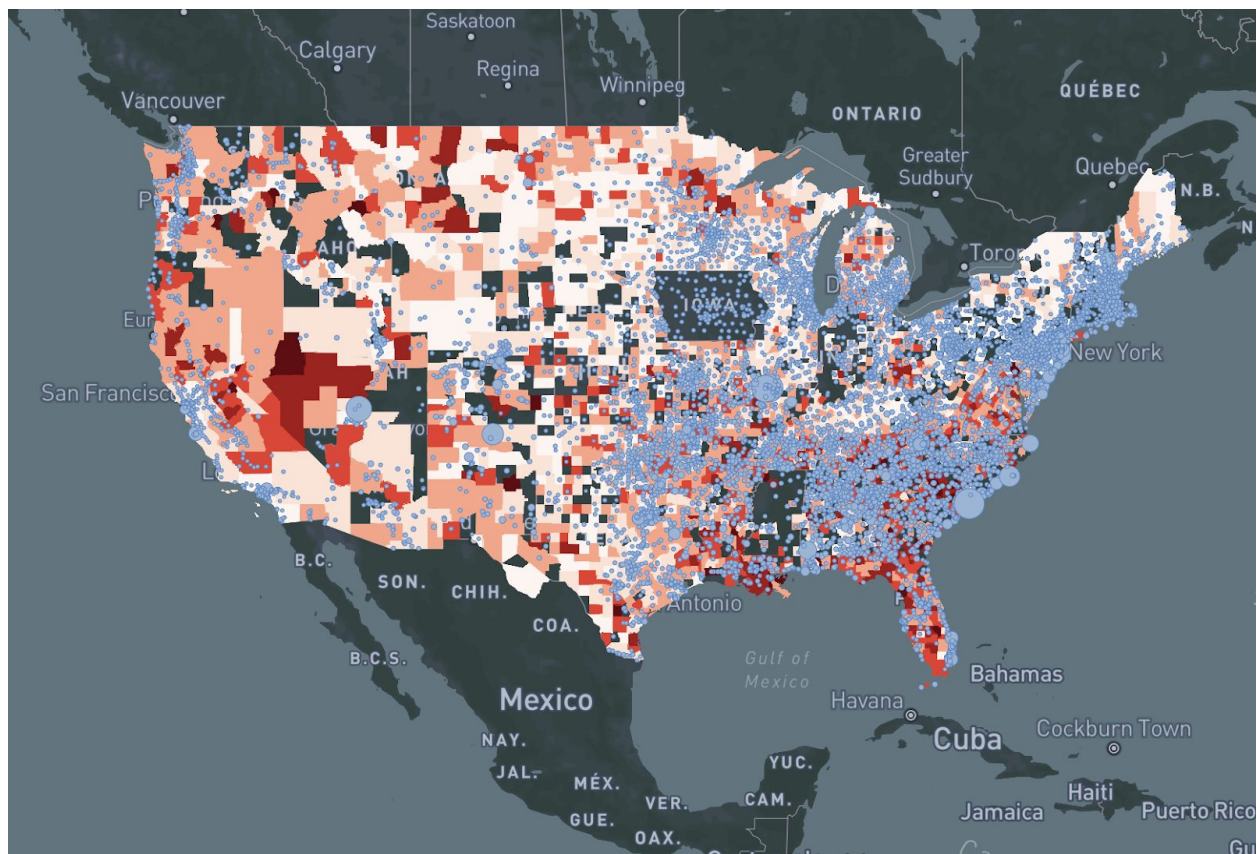 Saskatoon
Calgary
Regina
Winnipeg
Vancouver
ONTARIO
QUÉBEC
Greater
Sudbury
Quebec
N.B.
IOWA
New York
San Francisco
Antonio
B.C.
SON.
CHIH.
COA.
B.C.S.
Gulf of
Mexico
Bahamas
Mexico
Havana
Cuba
Cockburn Town
NAY.
JAL.
MÉX.
VER.
YUC.
CAM.
GUE.
OAX.
Haiti
Jamaica
Puerto Rico